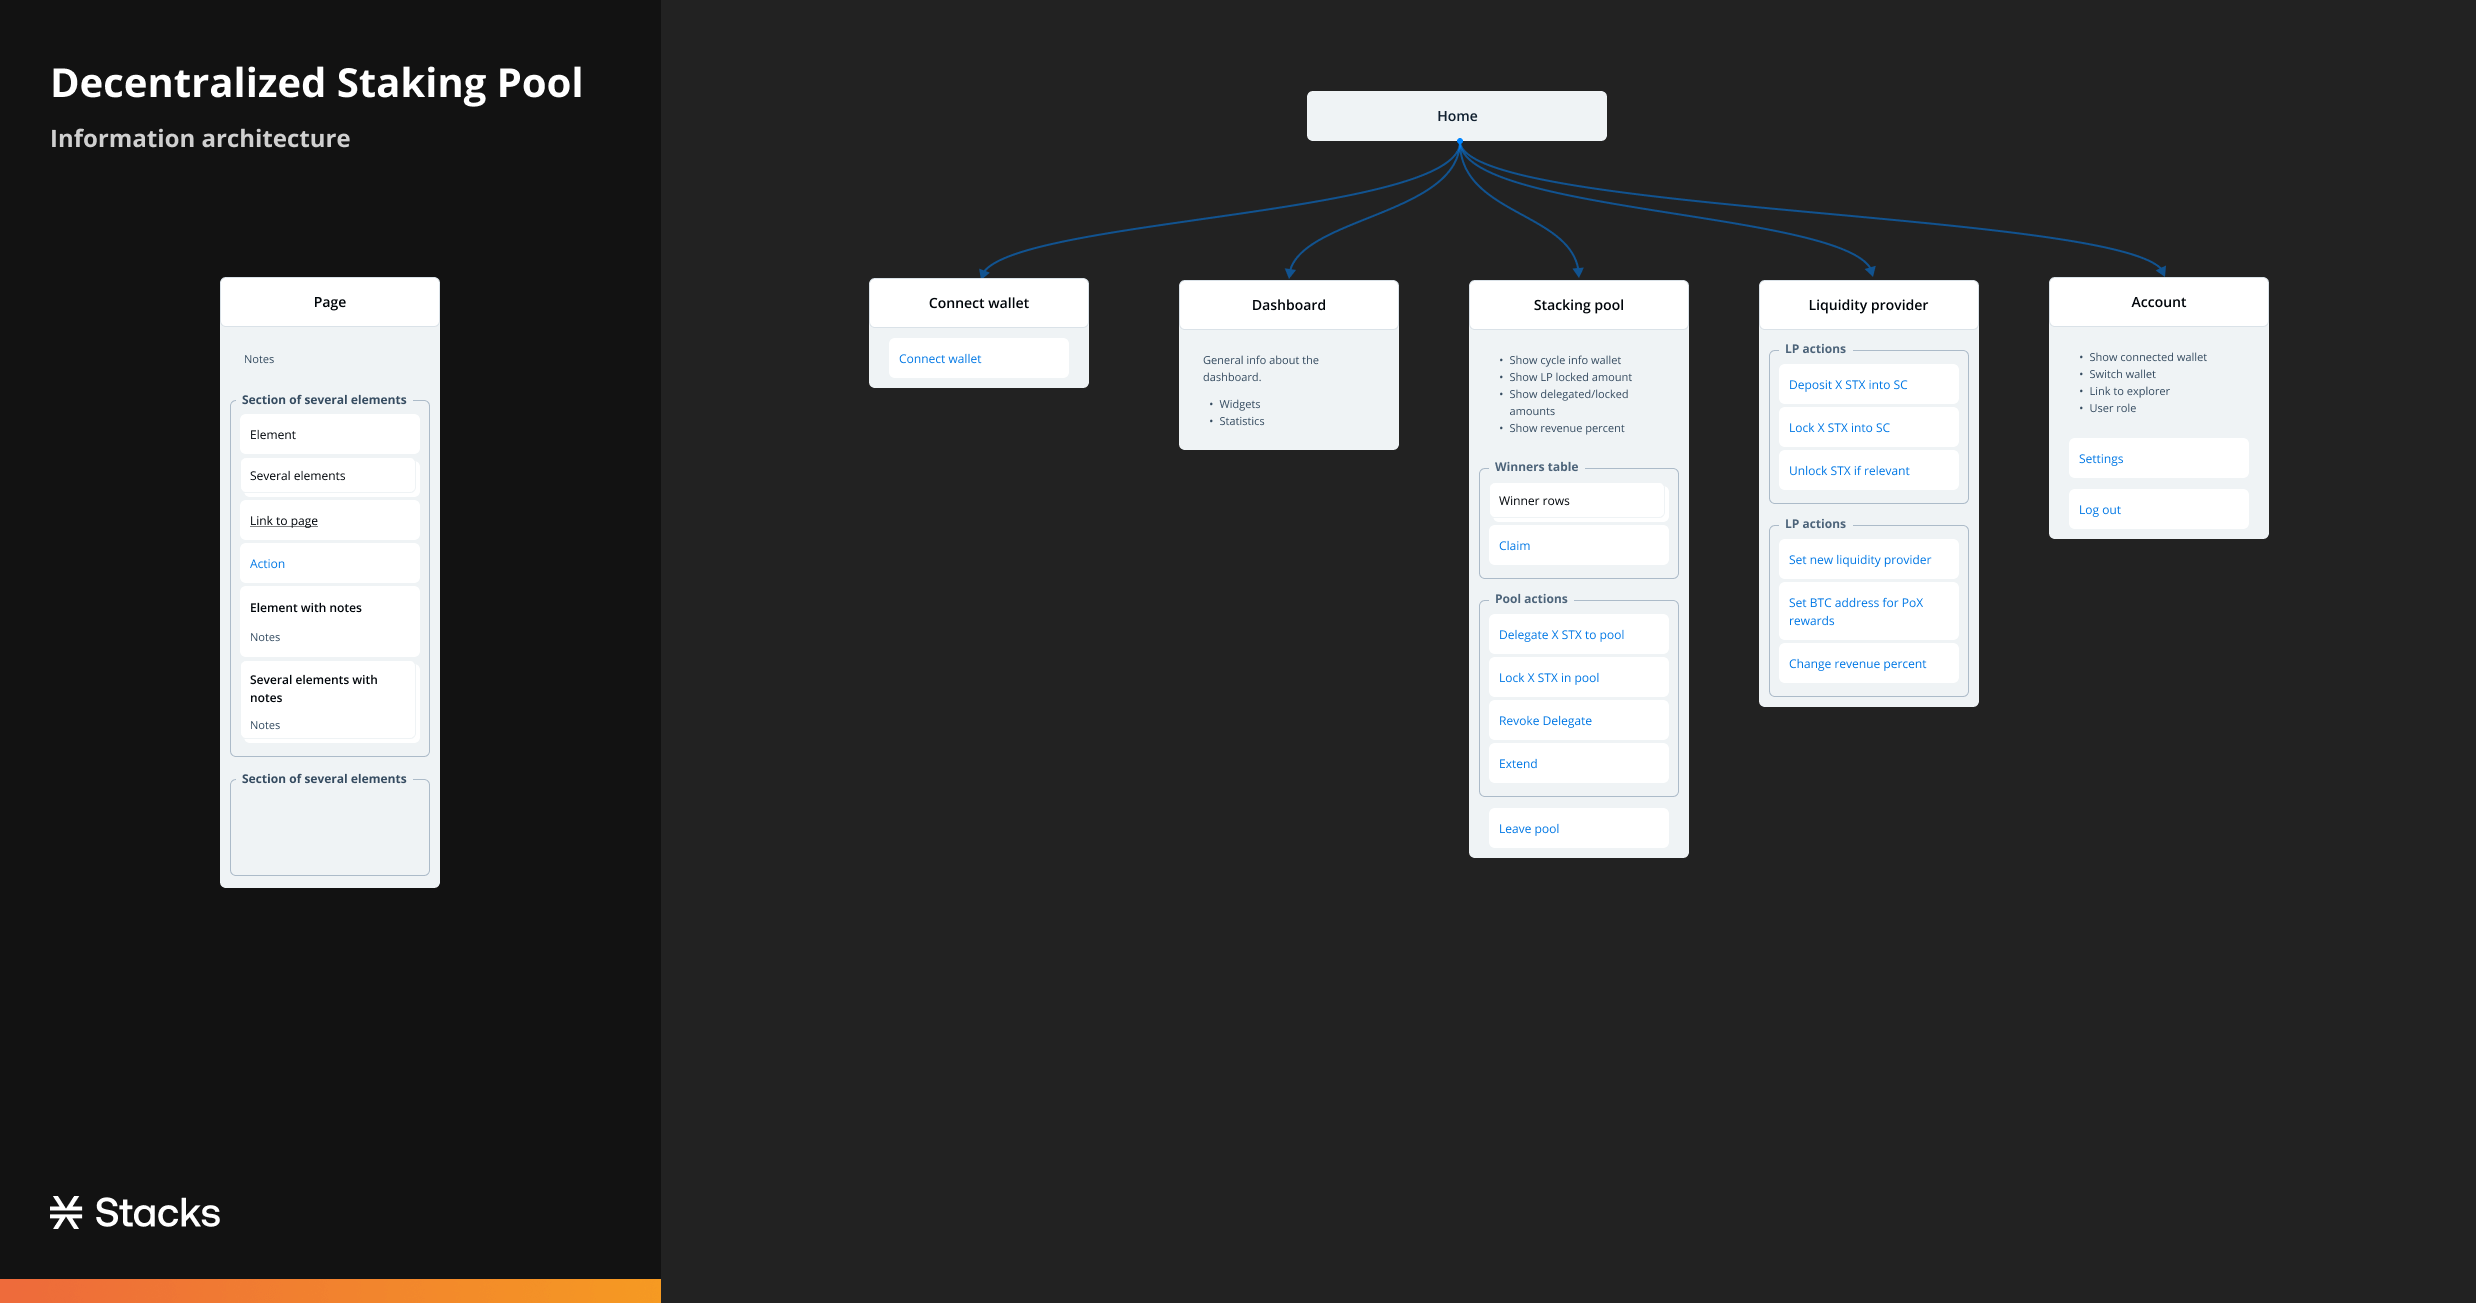 Decentralized Staking Pool
Information architecture
Page
Notes
Section of several elements
Element
Several elements
Link to page
Action
Element with notes
Notes
Several elements with
notes
Notes
Section of several elements
Stacks
Home
Connect wallet
Connect wallet
Dashboard
General info about the
dashboard.
• Widgets
• Statistics
Stacking pool
• Show cycle info wallet
• Show LP locked amount
• Show delegated/locked
amounts
• Show revenue percent
Winners table
Winner rows
Claim
Pool actions
Delegate X STX to pool
Lock X STX in pool
Revoke Delegate
Extend
Leave pool
Liquidity provider
LP actions
Deposit X STX into SC
Lock X STX into SC
Unlock STX if relevant
LP actions
Set new liquidity provider
Set BTC address for PoX
rewards
Change revenue percent
Account
• Show connected wallet
• Switch wallet
• Link to explorer
• User role
Settings
Log out